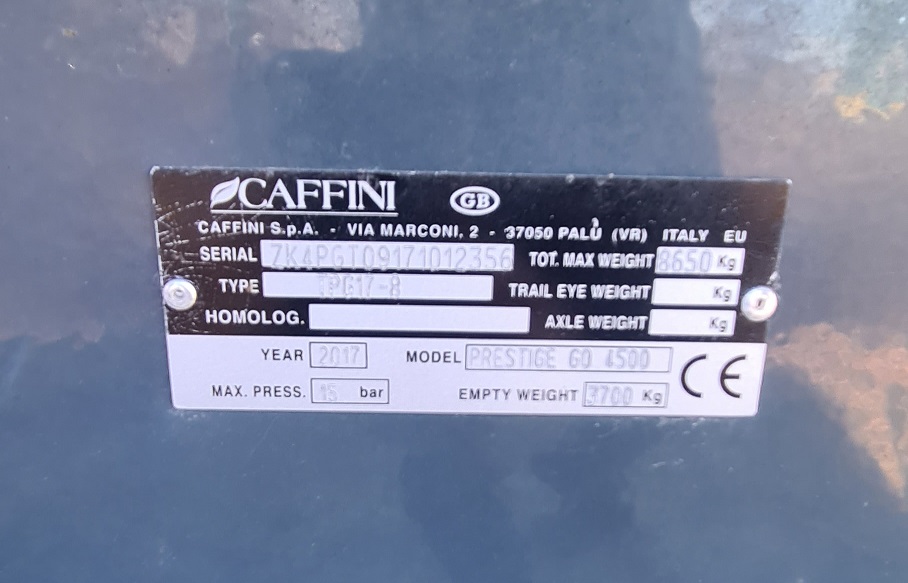 CAFFINI GB
CAFFINI S.p.A. - VIA MARCONI, 2 - 37050 PALÙ (VR) ITALY EU
SERIAL ZK4PGT09171012356 TOT. MAX WEIGHT 8650 Kg
TYPE TPG17-8 TRAIL EYE WEIGHT Kg
HOMOLOG. AXLE WEIGHT Kg
YEAR 2017 MODEL PRESTIGE GO 4500 CE
MAX. PRESS. 15 bar EMPTY WEIGHT 3700 Kg